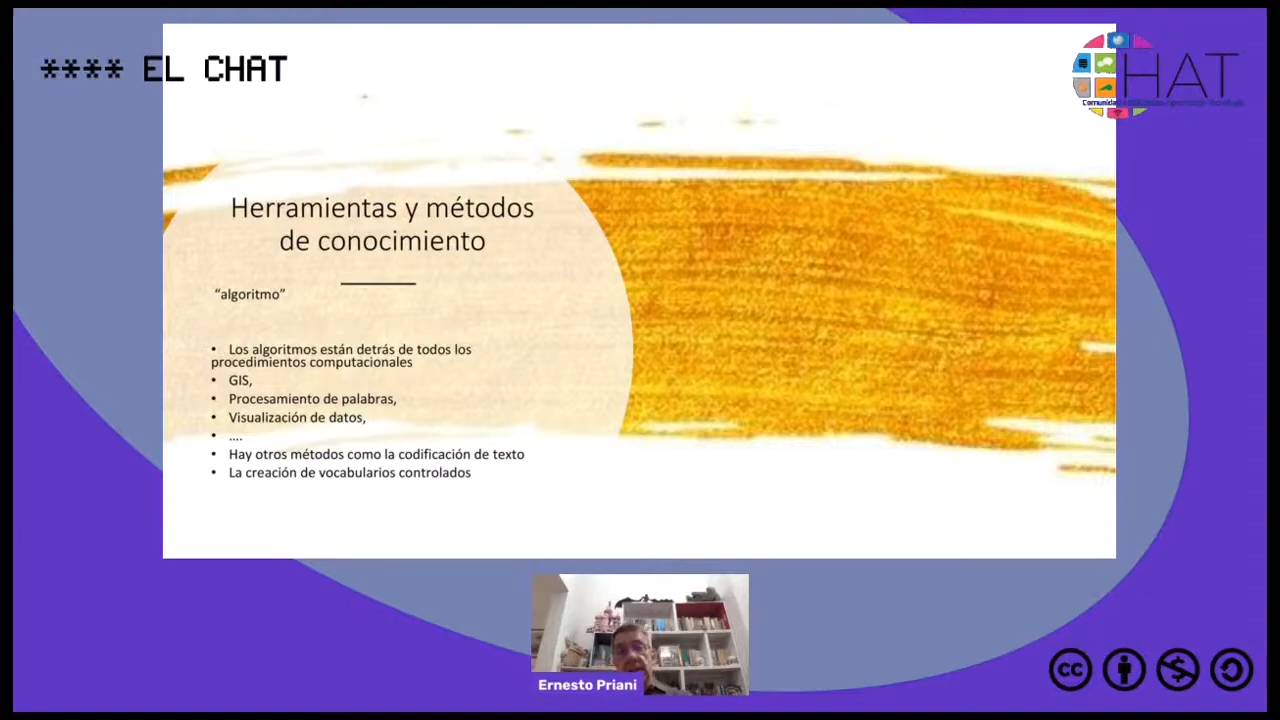 **** EL CHAT
HAT
Herramientas y métodos
de conocimiento
“algoritmo”
• Los algoritmos están detrás de todos los
procedimientos computacionales
• GIS,
• Procesamiento de palabras,
• Visualización de datos,
• ....
• Hay otros métodos como la codificación de texto
• La creación de vocabularios controlados
Ernesto Priani
cc